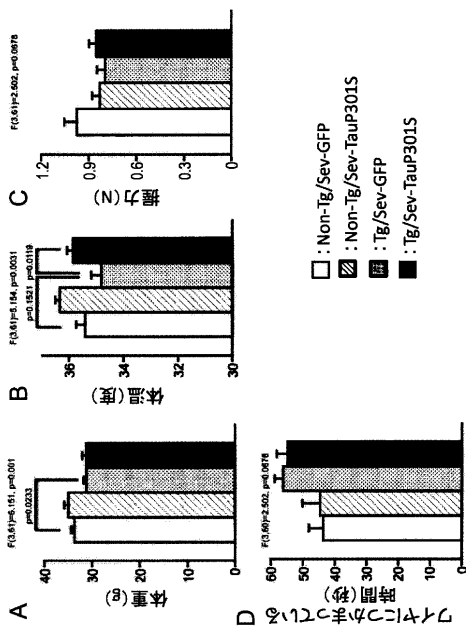 A
F(3,61)=6.151, p=0.001
p=0.0233
40
30
20
10
0
体重(g)
B
F(3,61)=5.154, p=0.0031
p=0.1521
p=0.0119
36
34
32
30
体温(度)
C
F(3,61)=2.502, p=0.0678
1.2
0.9
0.6
0.3
0
握力(N)
D
F(3,60)=2.502, p=0.0676
60
50
40
30
20
10
0
ワイヤにつかまっている
時間(秒)
: Non-Tg/Sev-GFP
: Non-Tg/Sev-TauP301S
: Tg/Sev-GFP
: Tg/Sev-TauP301S